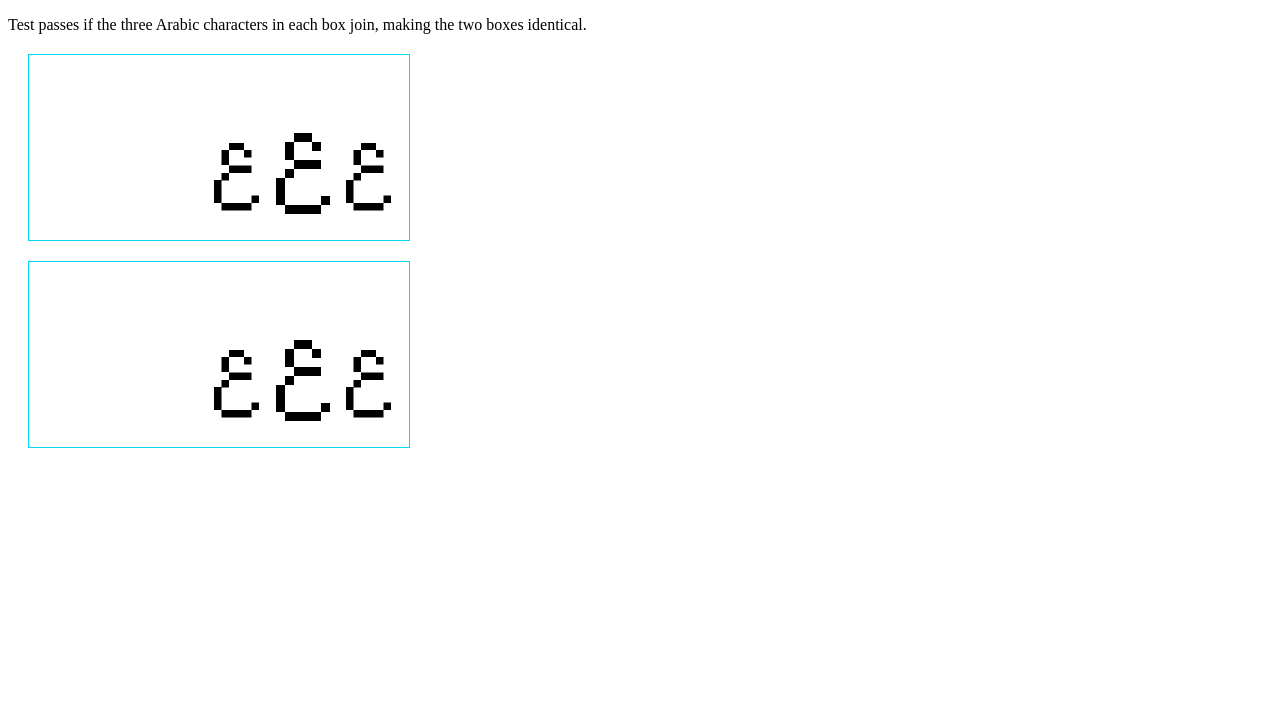 Test passes if the three Arabic characters in each box join, making the two boxes identical.
ع ع ع
ع ع ع